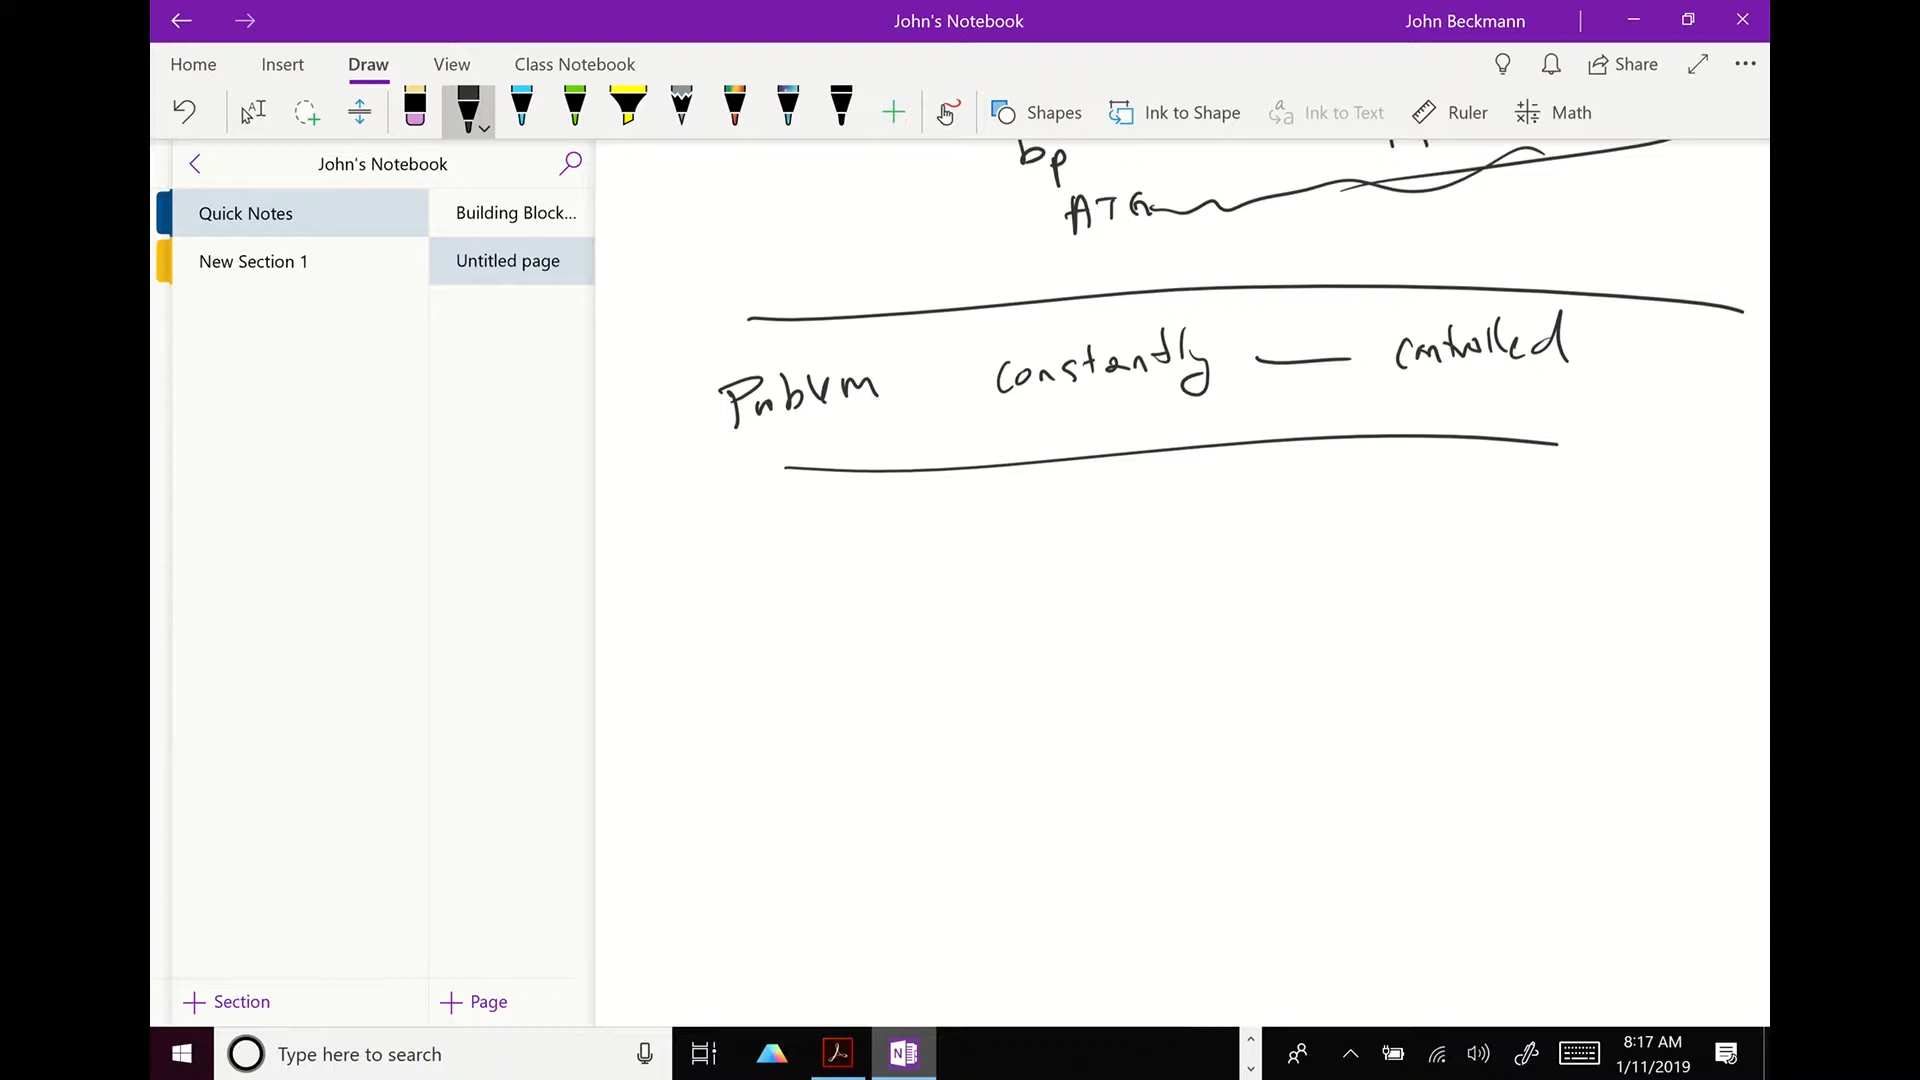 John's Notebook
John Beckmann
Home Insert Draw View Class Notebook
Share
Shapes Ink to Shape Ink to Text Ruler Math
John's Notebook
Quick Notes
New Section 1
Building Block...
Untitled page
bp
ATG
Problem constantly — controlled
Section
Page
Type here to search
8:17 AM
1/11/2019